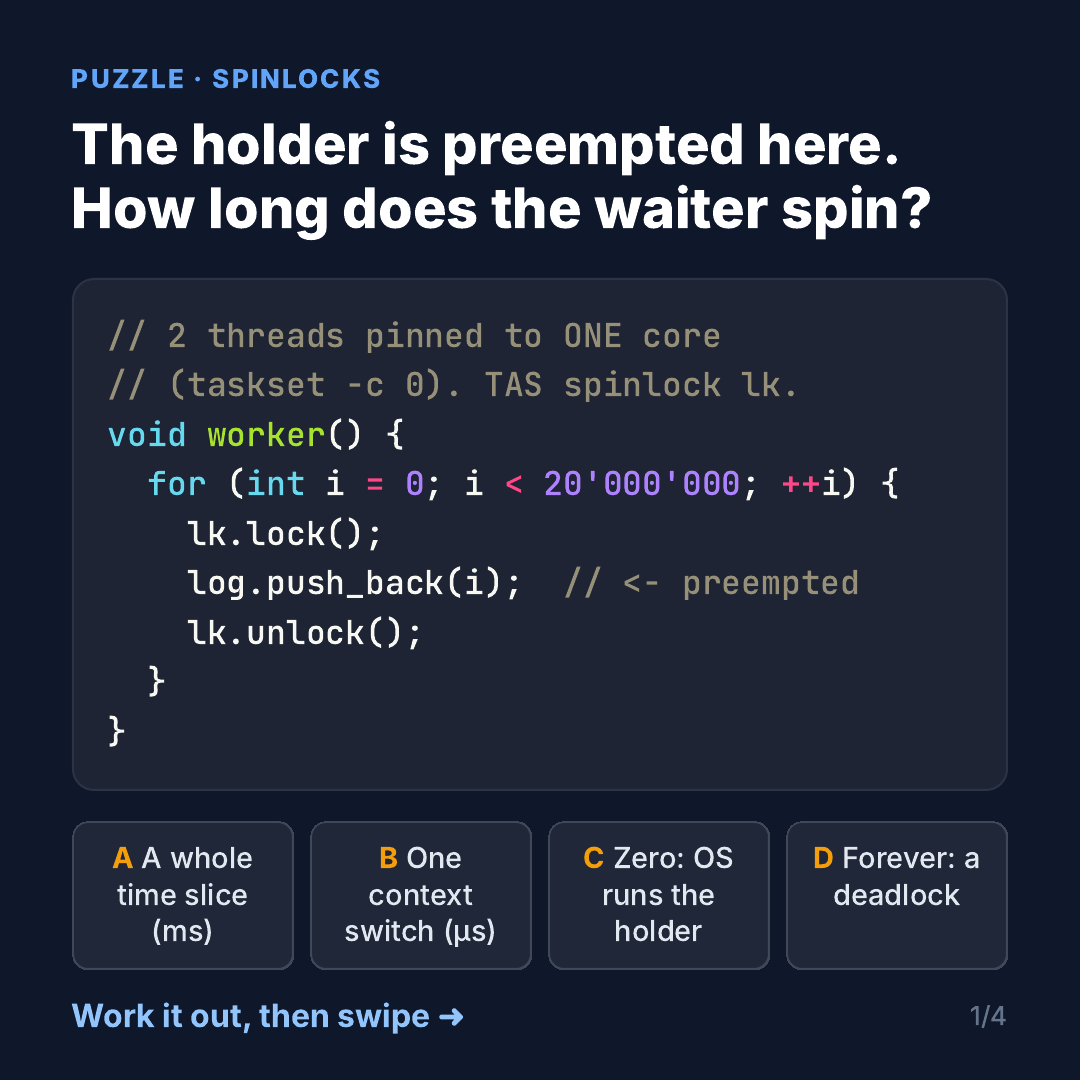 PUZZLE · SPINLOCKS
The holder is preempted here.
How long does the waiter spin?
// 2 threads pinned to ONE core
// (taskset -c 0). TAS spinlock lk.
void worker() {
  for (int i = 0; i < 20'000'000; ++i) {
    lk.lock();
    log.push_back(i);  // <- preempted
    lk.unlock();
  }
}
A A whole
time slice
(ms)
B One
context
switch (µs)
C Zero: OS
runs the
holder
D Forever: a
deadlock
Work it out, then swipe ➜
1/4